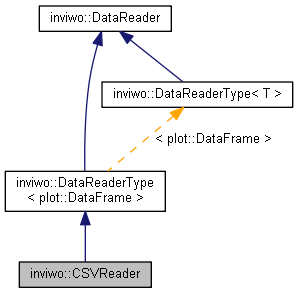 inviwo::DataReader
inviwo::DataReaderType< T >
< plot::DataFrame >
inviwo::DataReaderType
< plot::DataFrame >
inviwo::CSVReader